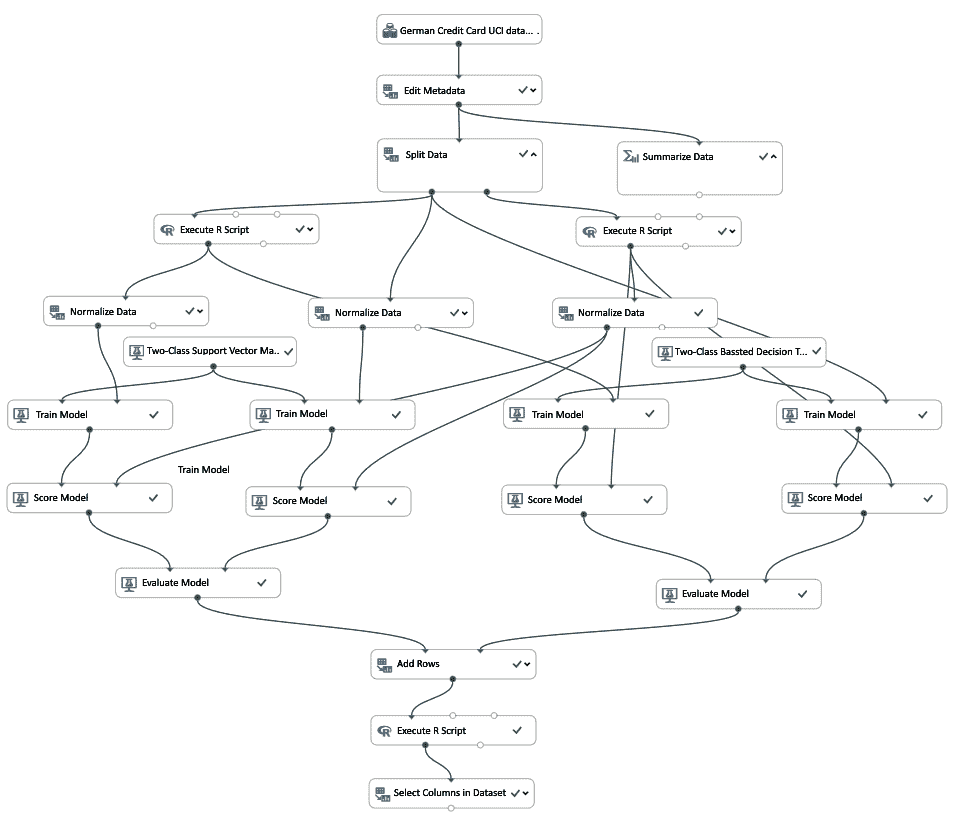 German Credit Card UCI data... .
Edit Metadata
Split Data
Summarize Data
Execute R Script
Execute R Script
Normalize Data
Normalize Data
Normalize Data
Two-Class Support Vector Ma..
Two-Class Bassted Decision T...
Train Model
Train Model
Train Model
Train Model
Train Model
Score Model
Score Model
Score Model
Score Model
Evaluate Model
Evaluate Model
Add Rows
Execute R Script
Select Columns in Dataset